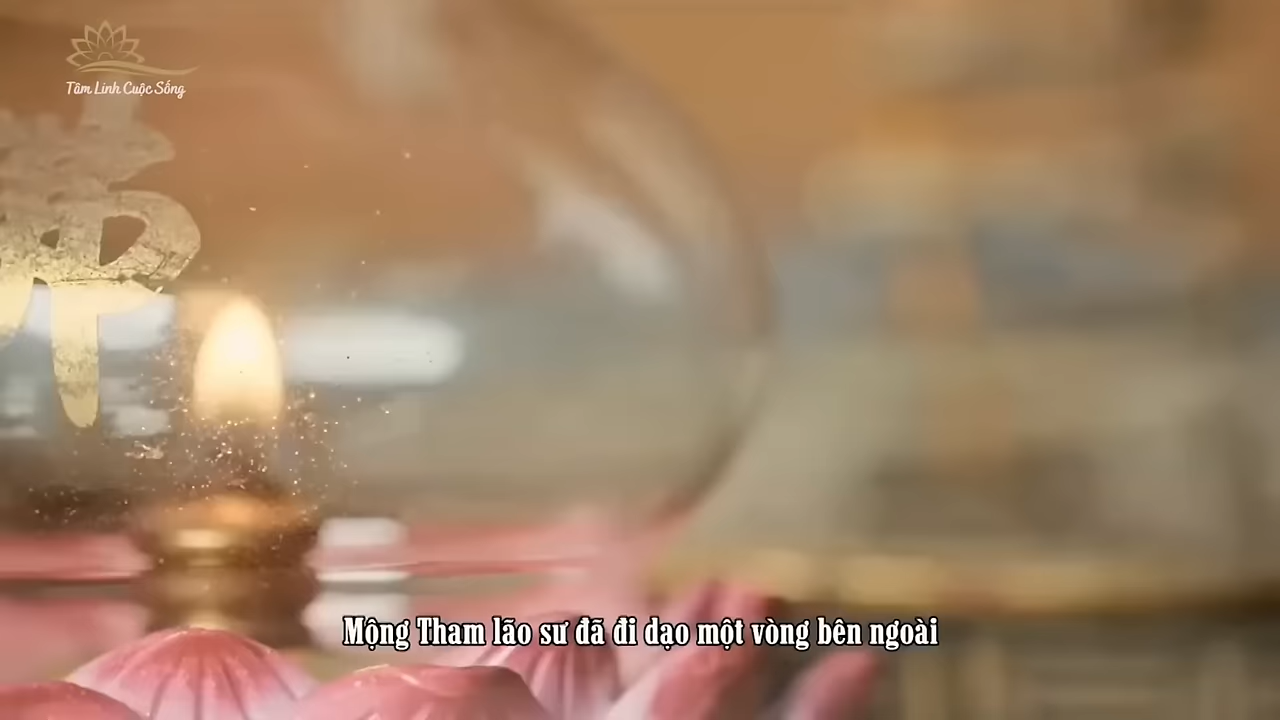 Tâm Linh Cuộc Sống
Mộng Tham lão sư đã đi dạo một vòng bên ngoài